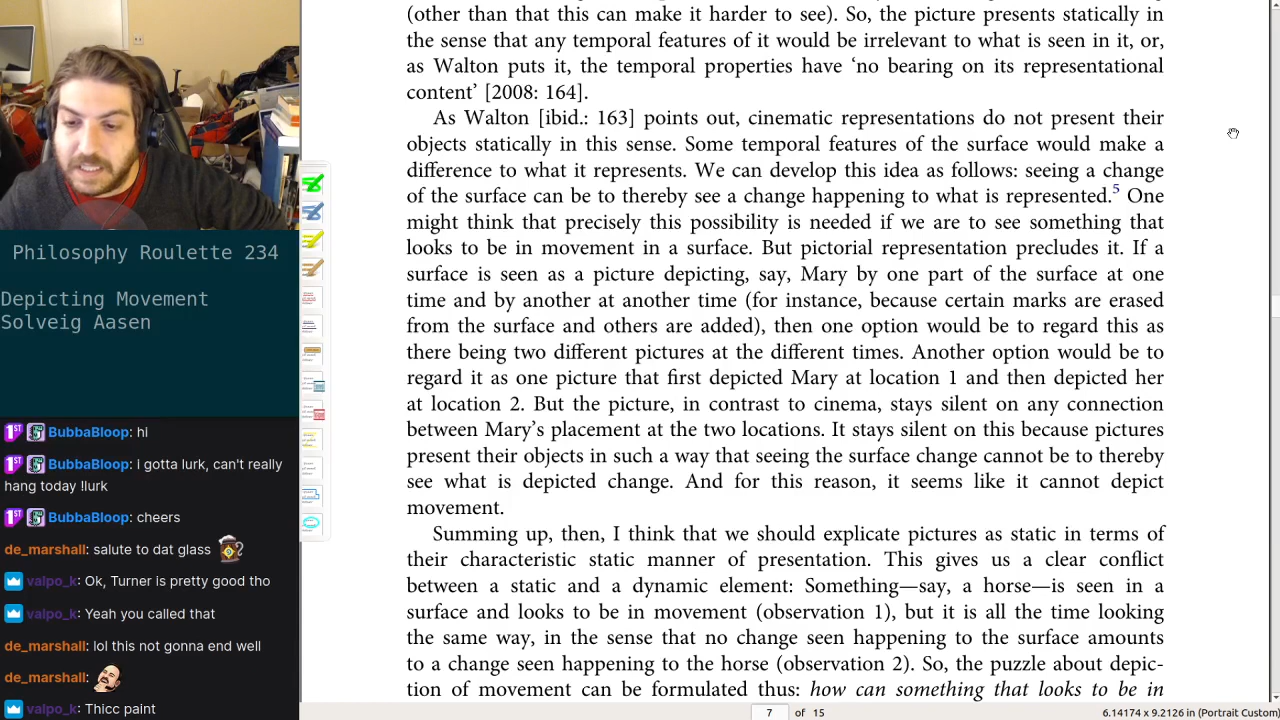 (other than that this can make it harder to see). So, the picture presents statically in
the sense that any temporal features of it would be irrelevant to what is seen in it, or,
as Walton puts it, the temporal properties have ‘no bearing on its representational
content’ [2008: 164].
As Walton [ibid.: 163] points out, cinematic representations do not present their
objects statically in this sense. Some temporal features of the surface would make a
difference to what it represents. We can develop this idea as follows: seeing a change
of the surface can be to thereby see a change happening to what is represented.5 One
might think that precisely this possibility is needed if we are to see something that
looks to be in movement in a surface. But pictorial representations preclude it. If a
surface is seen as a picture depicting, say, Mary by one part of the surface at one
time and by another at another time, for instance because certain marks are erased
from the surface and others are added, then one option would be to regard this as
there being two different pictures at two different times. Another option would be to
regard it as one picture that first depicted Mary at location 1 and then depicted her
at location 2. But the picture, in contrast to a movie, stays silent on any connection
between Mary's placement at the two locations. It stays silent on this because pictures
present their objects in such a way that seeing the surface change cannot be to thereby
see what is depicted change. And, for this reason, it seems like it cannot depict
movement.
Summing up, then, I think that we should explicate pictures as static in terms of
their characteristic static manner of presentation. This gives us a clear conflict
between a static and a dynamic element: Something—say, a horse—is seen in a
surface and looks to be in movement (observation 1), but it is all the time looking
the same way, in the sense that no change seen happening to the surface amounts
to a change seen happening to the horse (observation 2). So, the puzzle about depic-
tion of movement can be formulated thus: how can something that looks to be in
7 of 15
6.14174 x 9.2126 in (Portrait Custom)
Philosophy Roulette 234
Depicting Movement
Solveig Aasen
BubbaBloop: hi
BubbaBloop: I gotta lurk, can't really
hang today !lurk
BubbaBloop: cheers
de_marshall: salute to dat glass
valpo_k: Ok, Turner is pretty good tho
valpo_k: Yeah you called that
de_marshall: lol this not gonna end well
de_marshall:
valpo_k: Thicc paint